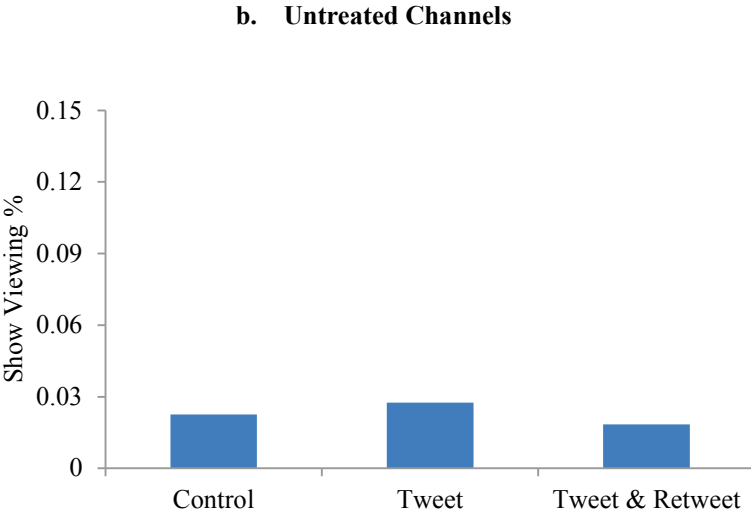 b. Untreated Channels
0.15
0.12
0.09
0.06
0.03
0
Show Viewing %
Control
Tweet
Tweet & Retweet